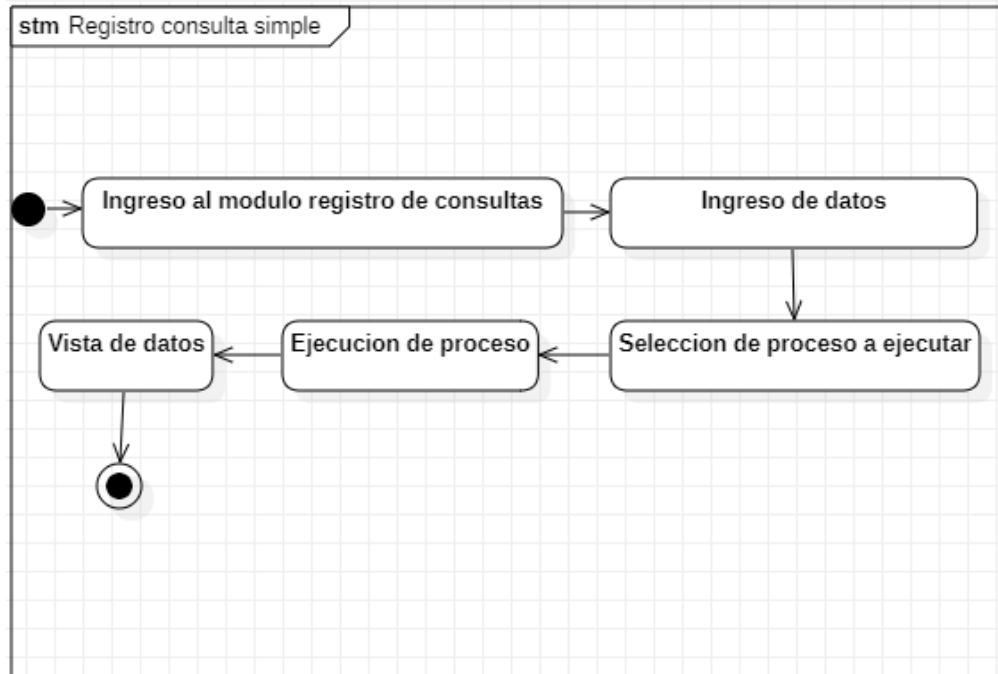 stm Registro consulta simple
Ingreso al modulo registro de consultas
Ingreso de datos
Vista de datos
Ejecucion de proceso
Seleccion de proceso a ejecutar